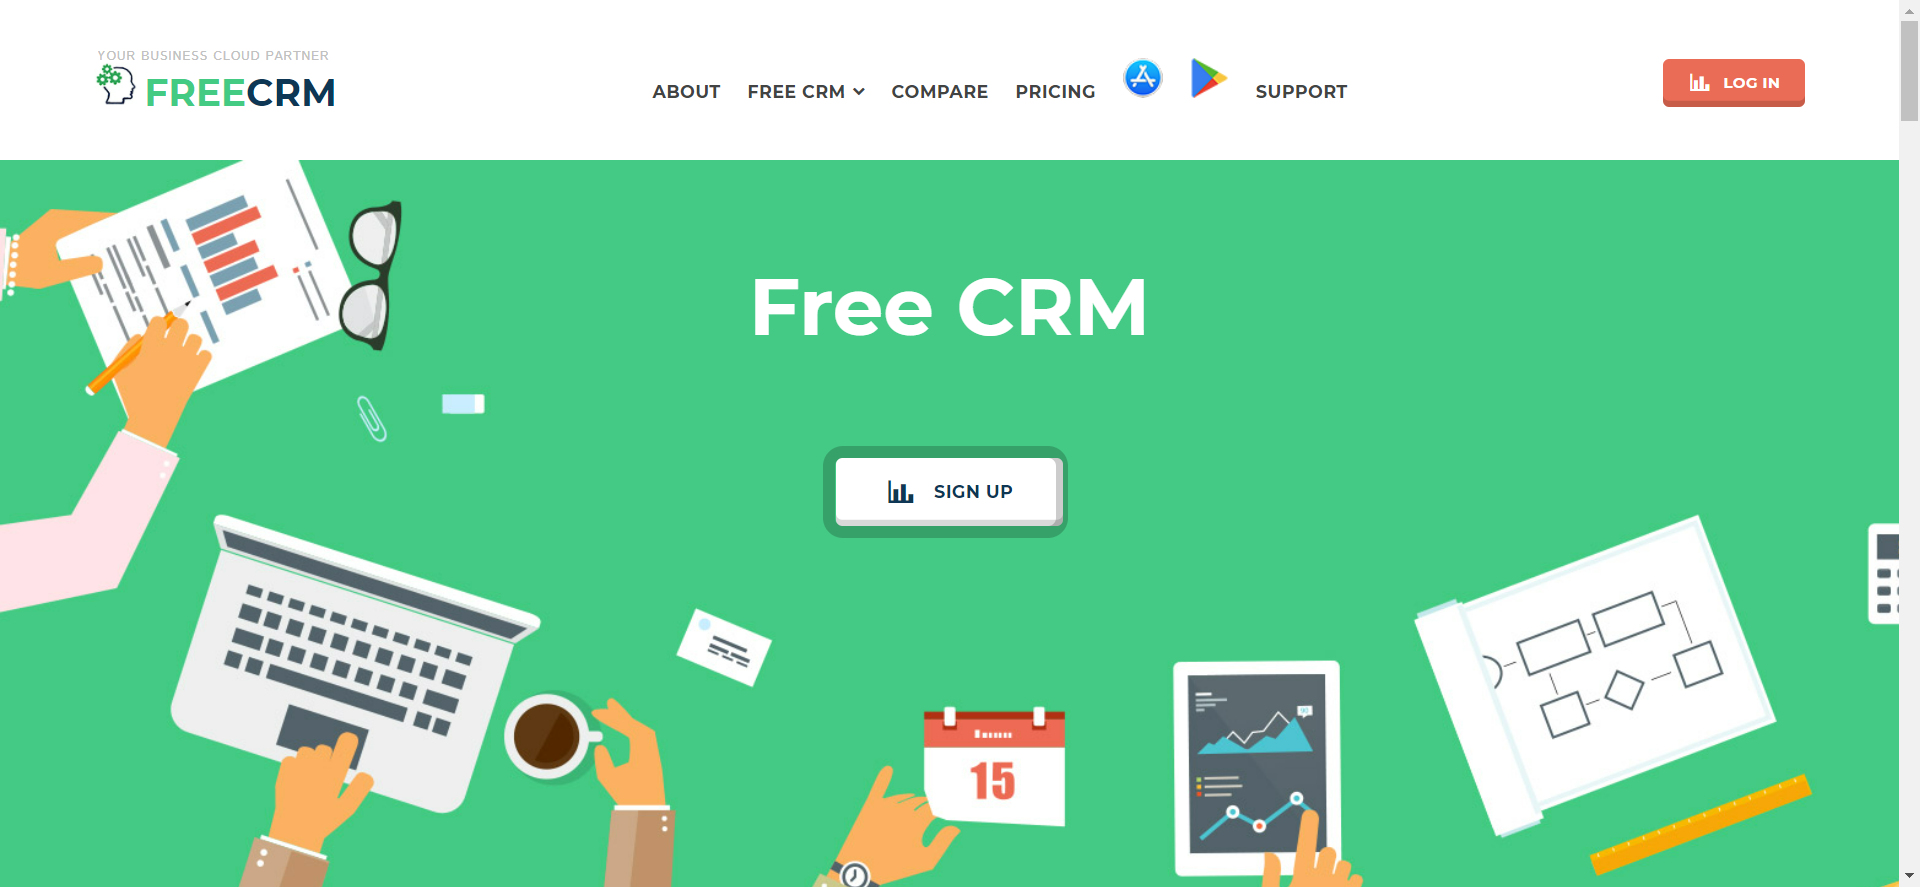 YOUR BUSINESS CLOUD PARTNER
FREECRM
ABOUT FREE CRM COMPARE PRICING SUPPORT
LOG IN
Free CRM
SIGN UP
15